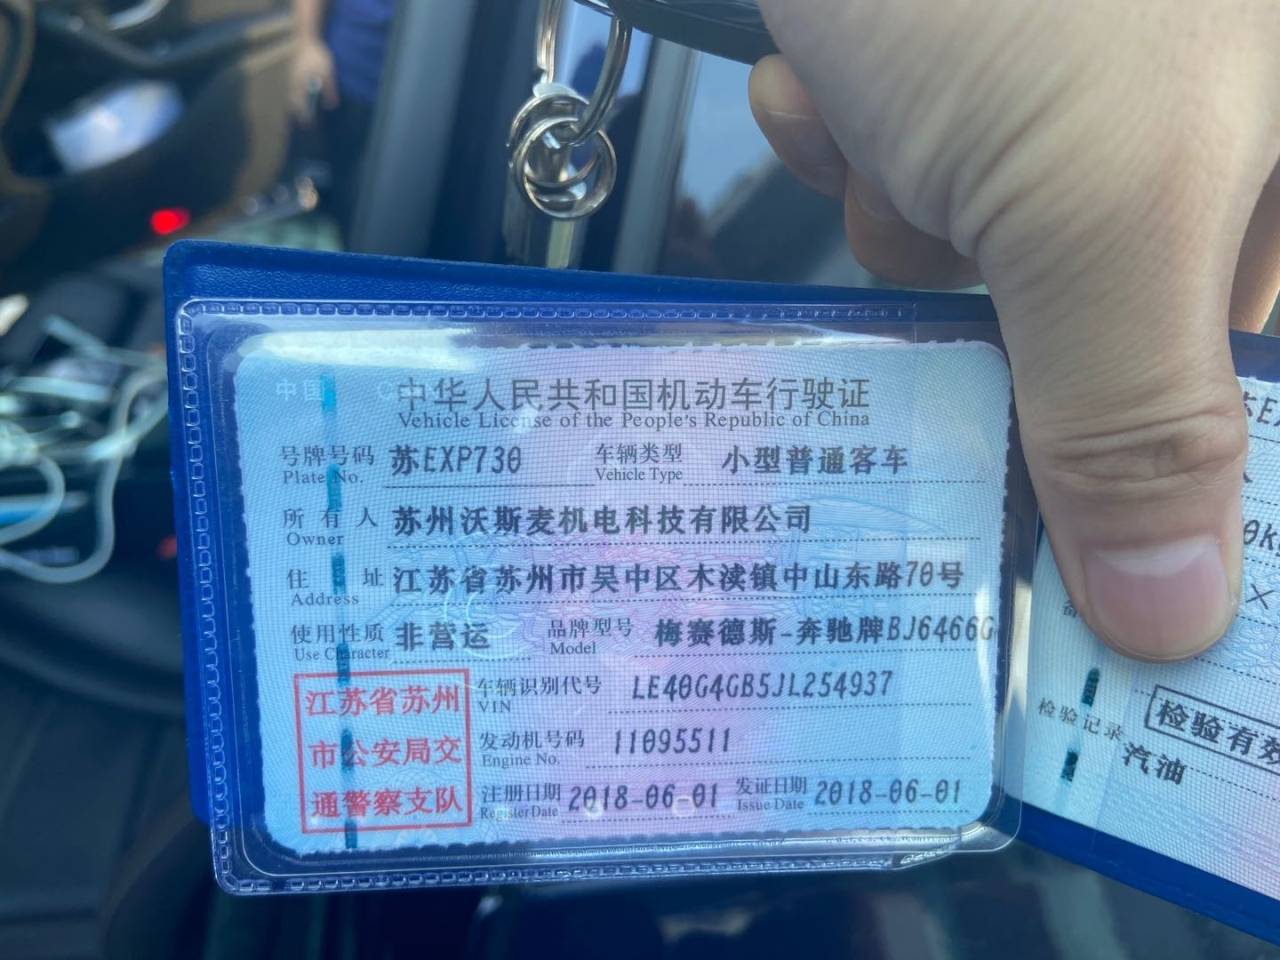 中华人民共和国机动车行驶证
Vehicle License of the People's Republic of China
号牌号码 苏EXP730 车辆类型 小型普通客车
Plate No. Vehicle Type
所有人 苏州沃斯麦机电科技有限公司
Owner
住址 江苏省苏州市吴中区木渎镇中山东路70号
Address
使用性质 非营运 品牌型号 梅赛德斯-奔驰牌BJ6466G
Use Character Model
江苏省苏州
市公安局交
通警察支队
车辆识别代号 LE40G4GB5JL254937
VIN
发动机号码 11095511
Engine No.
注册日期 2018-06-01 发证日期 2018-06-01
Register Date Issue Date
检验记录
检验有效
汽油